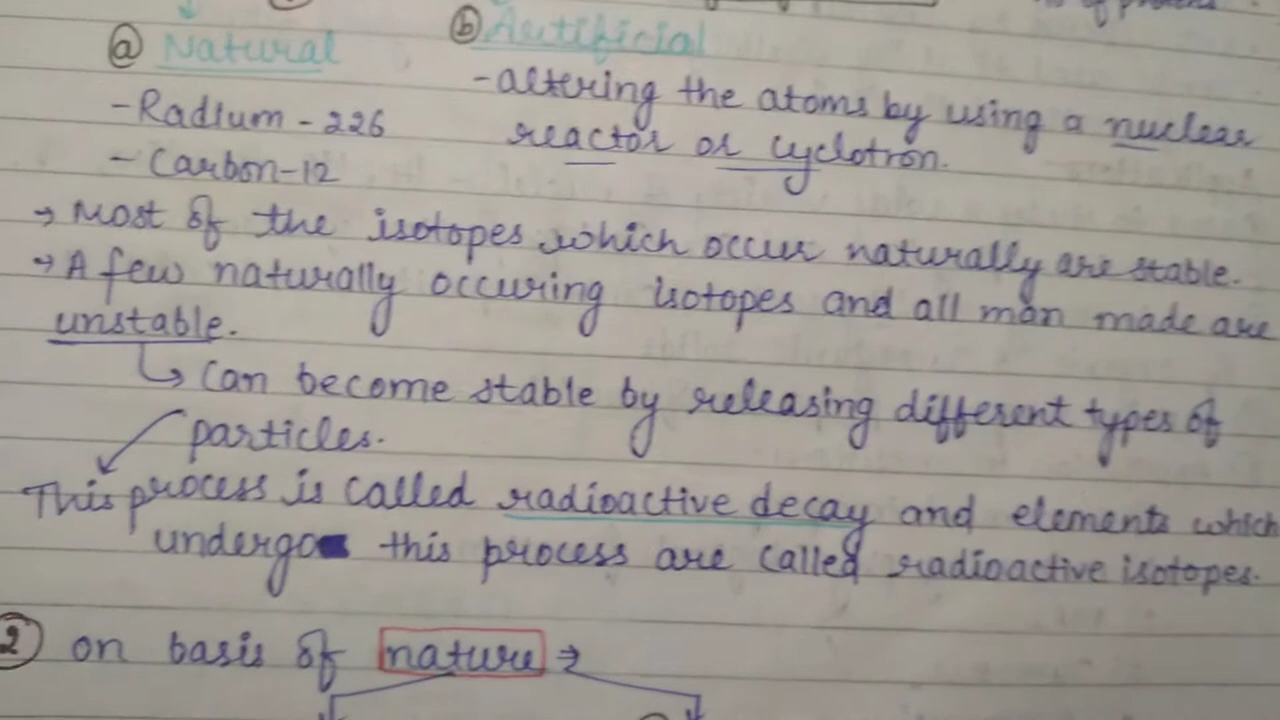 ⓐ Natural ⓑ Autificial
- Radium - 226
- Carbon-12
- altering the atoms by using a nuclear
reactor or cyclotron.
→ Most of the isotopes which occur naturally are stable.
→ A few naturally occuring isotopes and all man made are
unstable.
↳ Can become stable by releasing different types of
particles.
This process is called radioactive decay and elements which
undergo this process are called radioactive isotopes.
② on basis of nature →